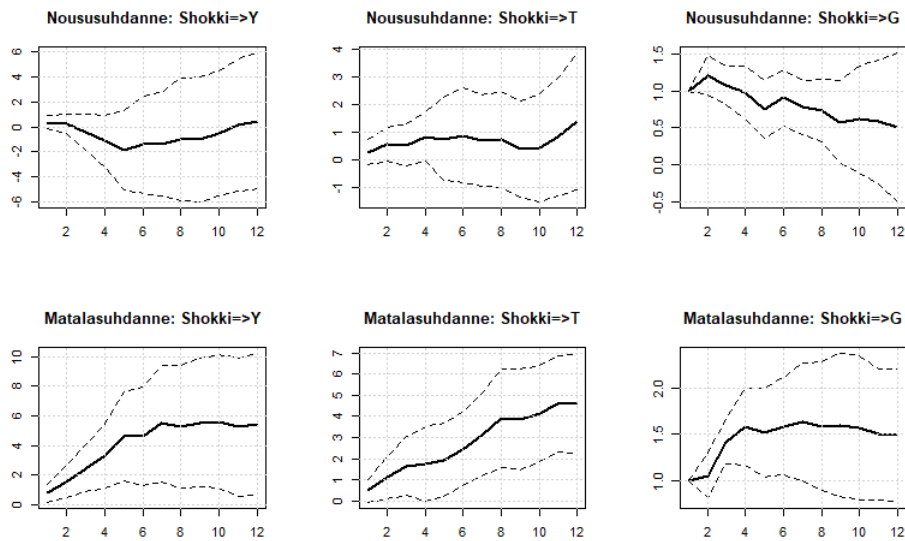 Noususuhdanne: Shokki=>Y
6
4
2
0
-2
-4
-6
2 4 6 8 10 12
Noususuhdanne: Shokki=>T
4
3
2
1
0
-1
2 4 6 8 10 12
Noususuhdanne: Shokki=>G
1.5
1.0
0.5
0.0
-0.5
2 4 6 8 10 12
Matalasuhdanne: Shokki=>Y
10
8
6
4
2
0
2 4 6 8 10 12
Matalasuhdanne: Shokki=>T
7
6
5
4
3
2
1
0
2 4 6 8 10 12
Matalasuhdanne: Shokki=>G
2.0
1.5
1.0
2 4 6 8 10 12